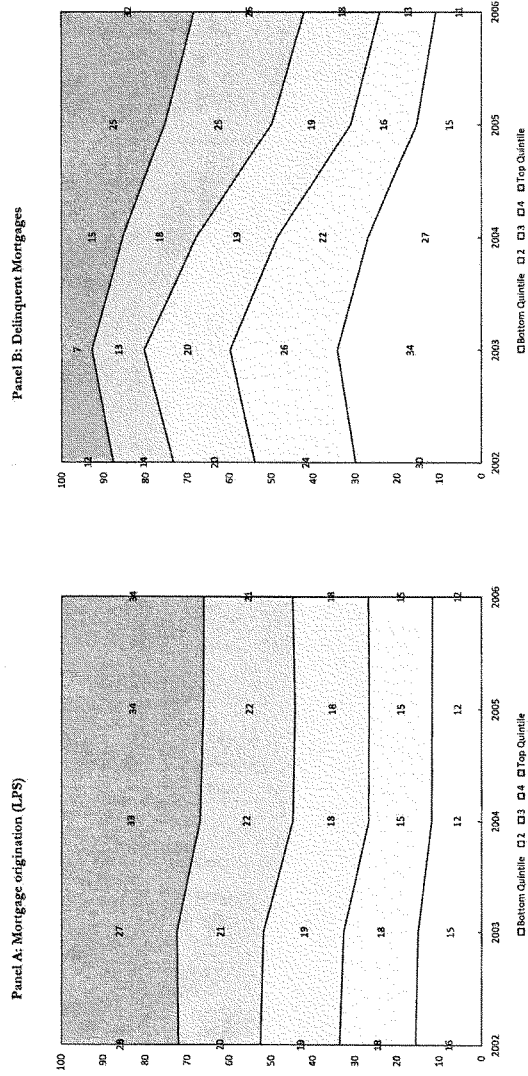 Panel A: Mortgage origination (LPS)
100
90
80
70
60
50
40
30
20
10
0
28 27 33 34 34
20 21 22 22 21
19 19 18 18 18
18 18 15 15 15
16 15 12 12 12
2002 2003 2004 2005 2006
Bottom Quintile 2 3 4 Top Quintile
Panel B: Delinquent Mortgages
100
90
80
70
60
50
40
30
20
10
0
12 7 15 25 32
14 13 18 25 26
20 20 19 19 18
24 26 22 16 13
30 34 27 15 11
2002 2003 2004 2005 2006
Bottom Quintile 2 3 4 Top Quintile